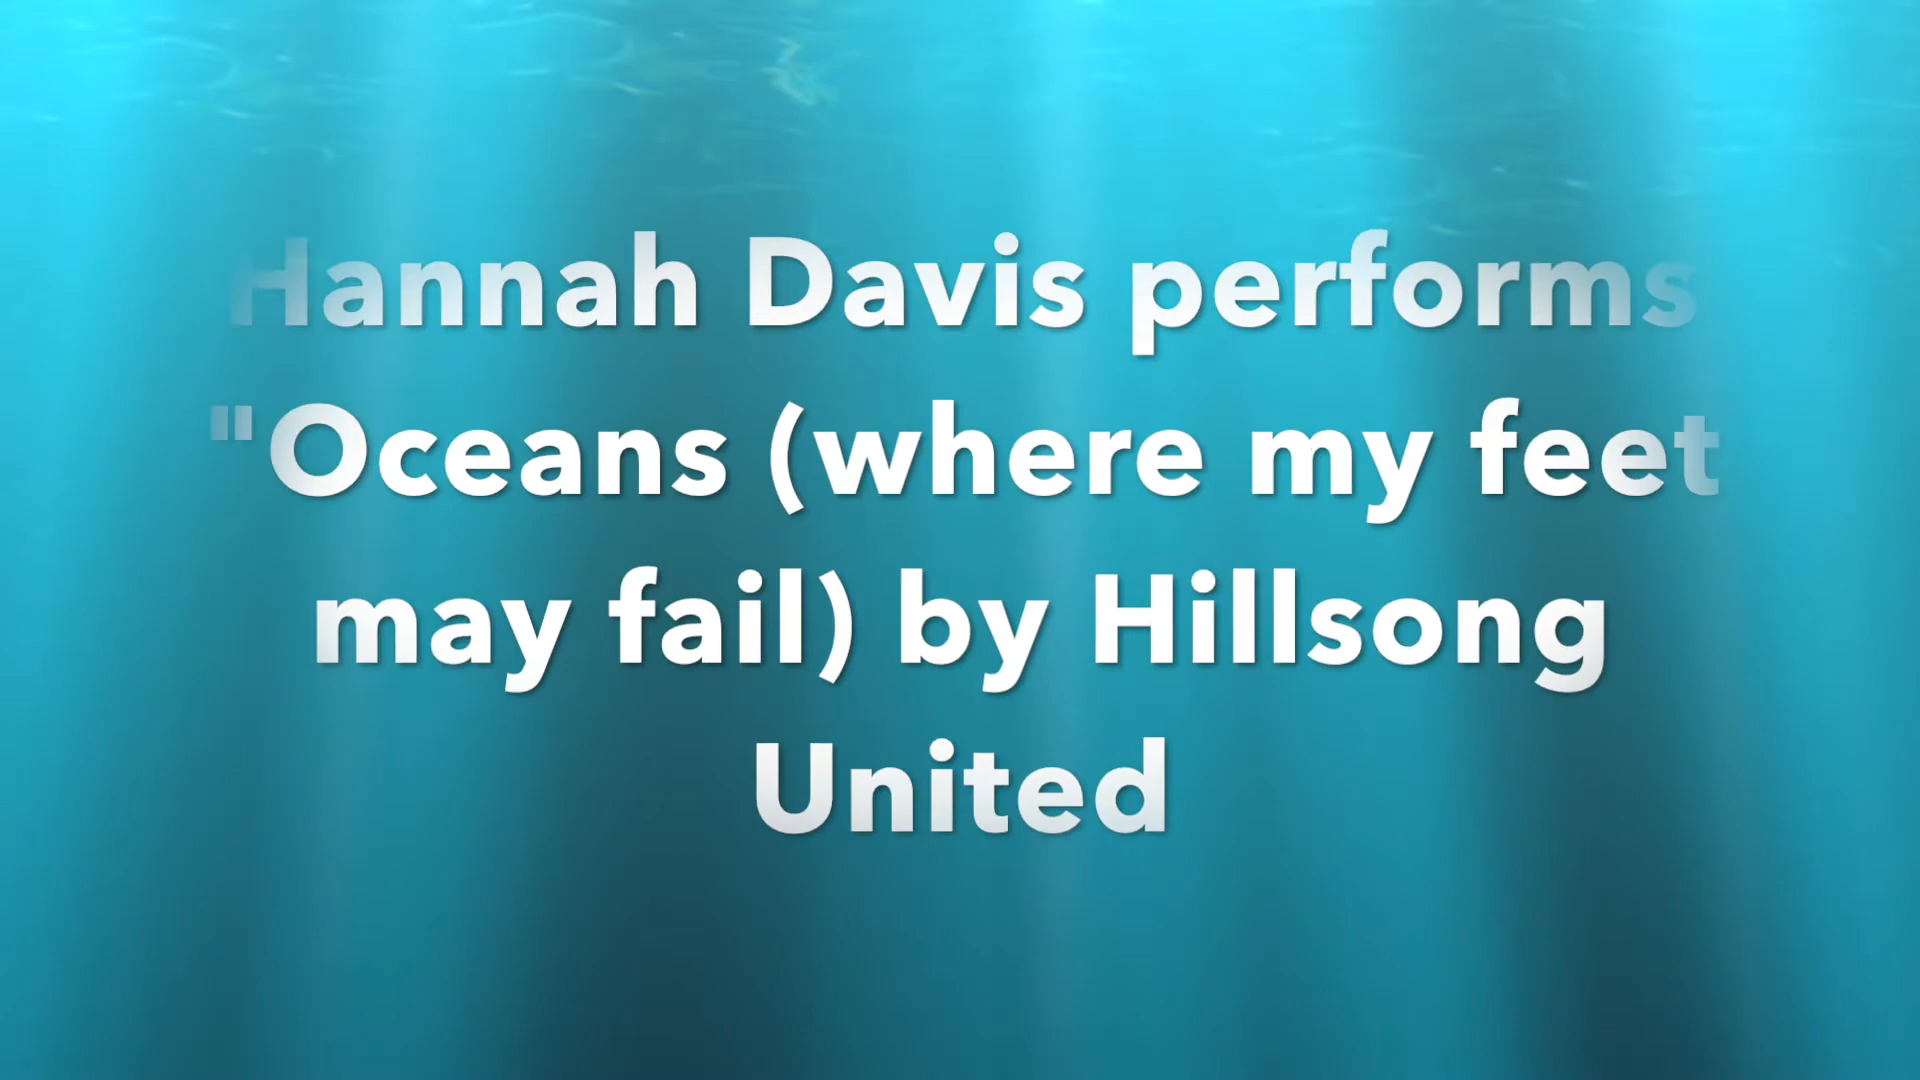 Hannah Davis performs
"Oceans (where my feet
may fail) by Hillsong
United